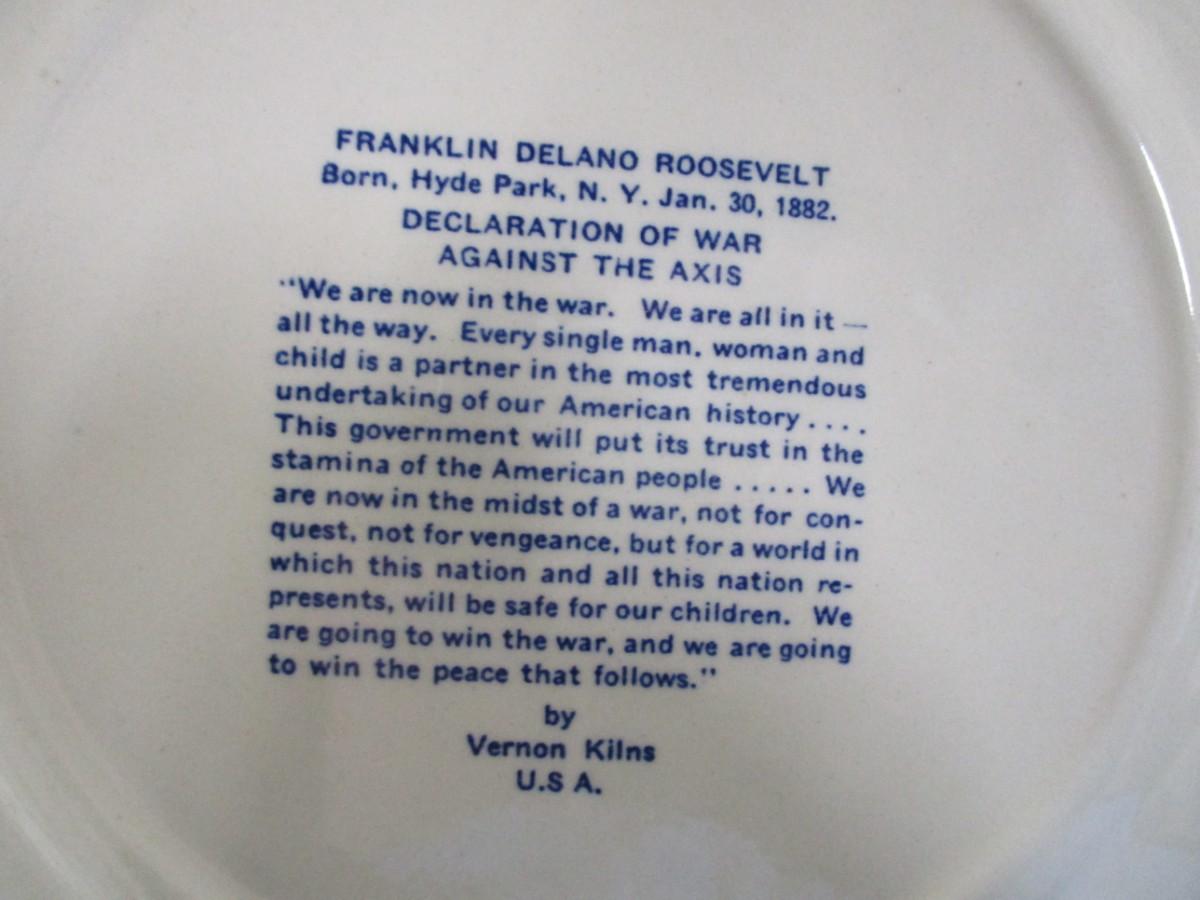 FRANKLIN DELANO ROOSEVELT
Born, Hyde Park, N. Y. Jan. 30, 1882.
DECLARATION OF WAR
AGAINST THE AXIS
"We are now in the war. We are all in it —
all the way. Every single man, woman and
child is a partner in the most tremendous
undertaking of our American history . . . .
This government will put its trust in the
stamina of the American people . . . . . We
are now in the midst of a war, not for con-
quest, not for vengeance, but for a world in
which this nation and all this nation re-
presents, will be safe for our children. We
are going to win the war, and we are going
to win the peace that follows."
by
Vernon Kilns
U.S A.